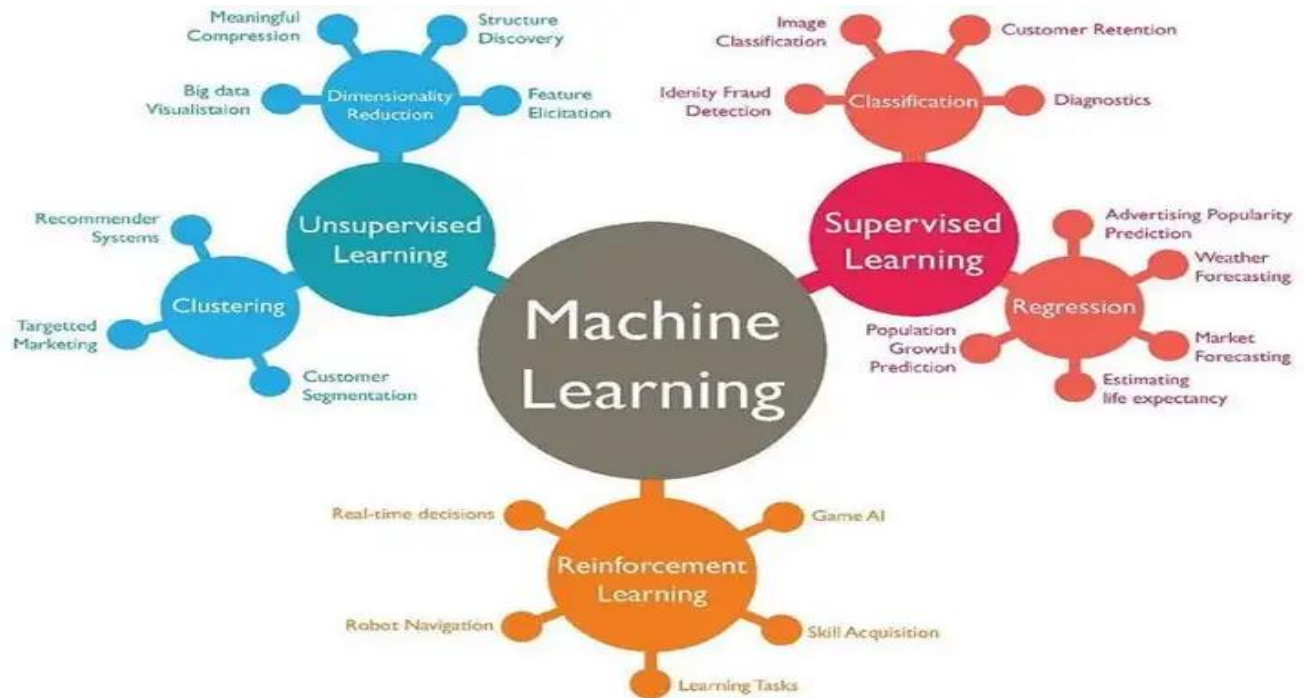 Meaningful
Compression
Structure
Discovery
Big data
Visualistaion
Dimensionality
Reduction
Feature
Elicitation
Image
Classification
Customer Retention
Idenity Fraud
Detection
Classification
Diagnostics
Recommender
Systems
Unsupervised
Learning
Clustering
Targetted
Marketing
Customer
Segmentation
Machine
Learning
Supervised
Learning
Advertising Popularity
Prediction
Weather
Forecasting
Regression
Population
Growth
Prediction
Market
Forecasting
Estimating
life expectancy
Real-time decisions
Game AI
Reinforcement
Learning
Robot Navigation
Skill Acquisition
Learning Tasks